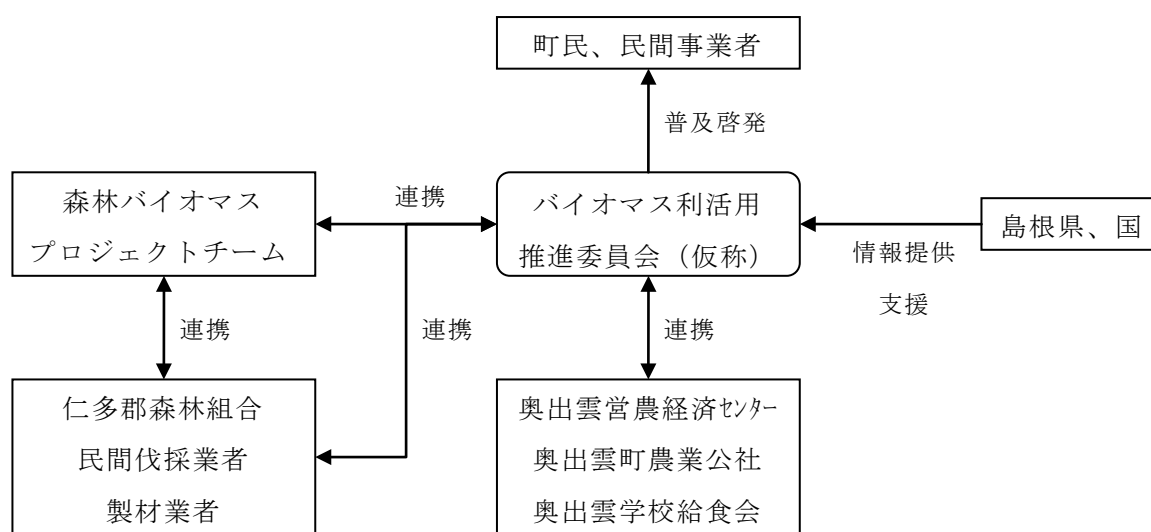 町民、民間事業者
普及啓発
森林バイオマス
プロジェクトチーム
連携
バイオマス利活用
推進委員会（仮称）
島根県、国
情報提供
支援
連携
連携
連携
仁多郡森林組合
民間伐採業者
製材業者
奥出雲営農経済ｾﾝﾀｰ
奥出雲町農業公社
奥出雲学校給食会